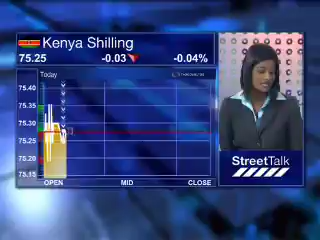 Kenya Shilling
75.25 -0.03 -0.04%
Today
75.40
75.35
75.30
75.25
75.20
75.15
OPEN MID CLOSE
StreetTalk